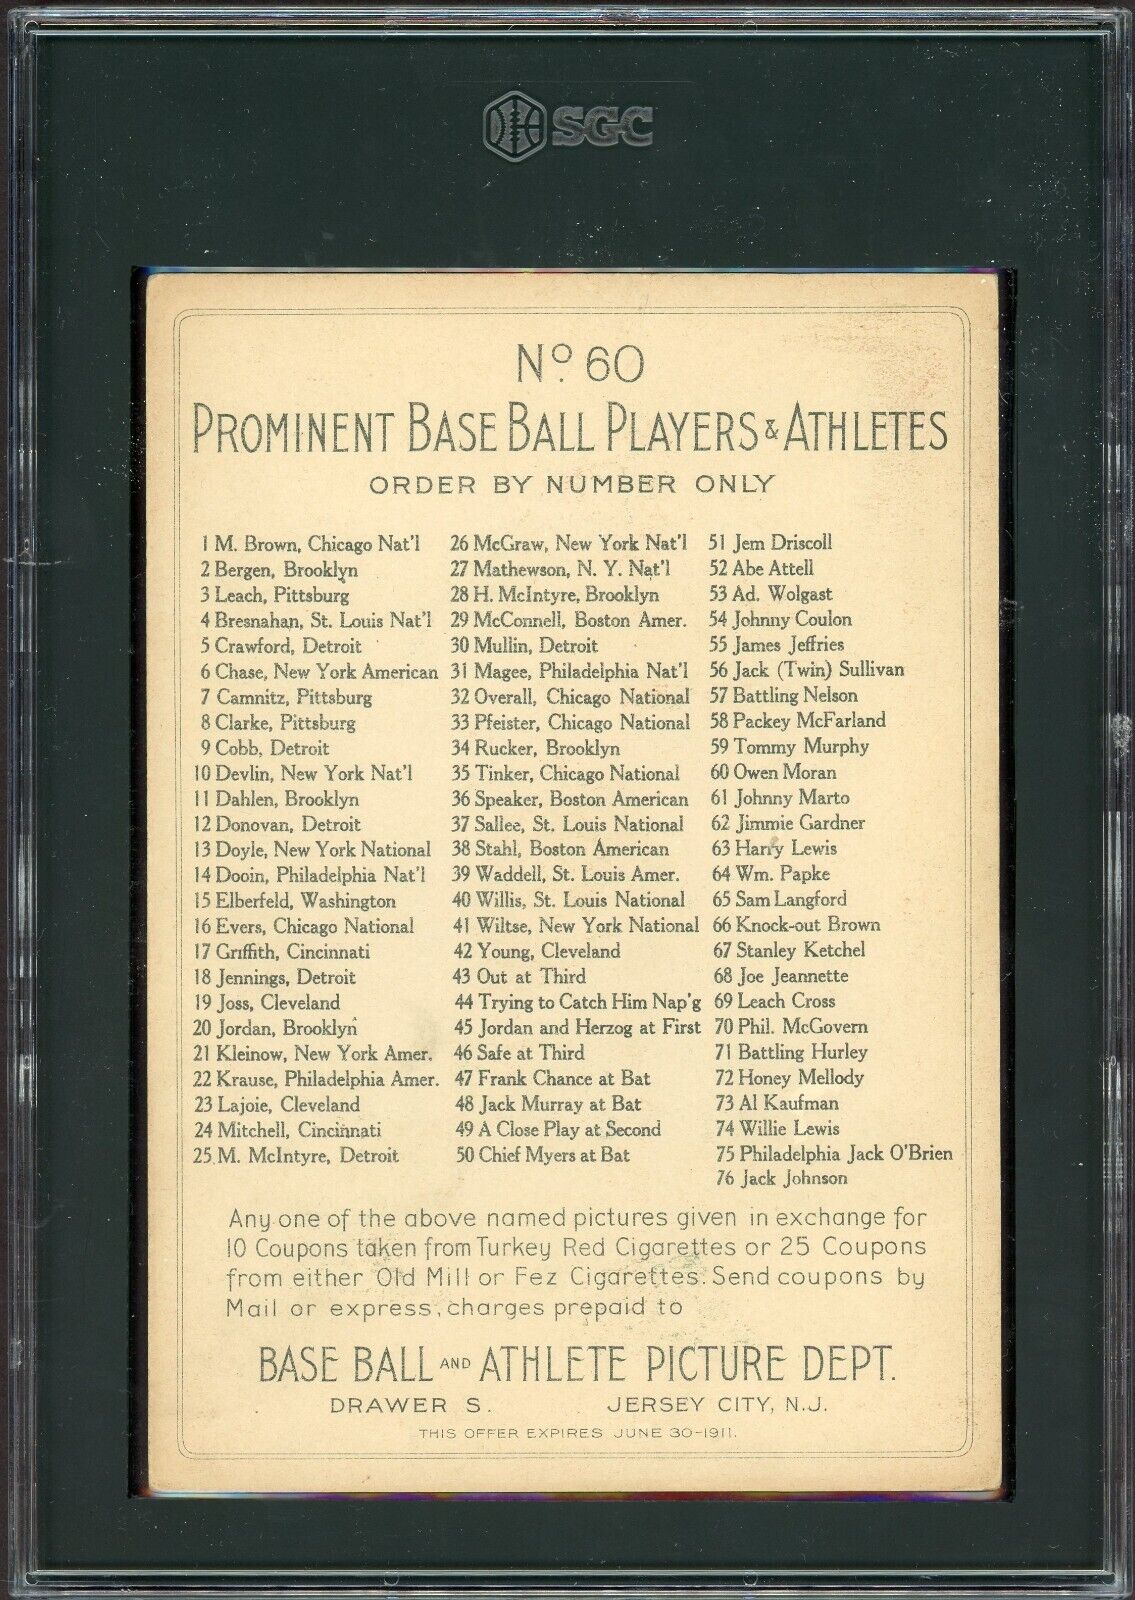 SGC
No. 60
PROMINENT BASE BALL PLAYERS & ATHLETES
ORDER BY NUMBER ONLY
1 M. Brown, Chicago Nat'l
2 Bergen, Brooklyn
3 Leach, Pittsburg
4 Bresnahan, St. Louis Nat'l
5 Crawford, Detroit
6 Chase, New York American
7 Camnitz, Pittsburg
8 Clarke, Pittsburg
9 Cobb, Detroit
10 Devlin, New York Nat'l
11 Dahlen, Brooklyn
12 Donovan, Detroit
13 Doyle, New York National
14 Dooin, Philadelphia Nat'l
15 Elberfeld, Washington
16 Evers, Chicago National
17 Griffith, Cincinnati
18 Jennings, Detroit
19 Joss, Cleveland
20 Jordan, Brooklyn
21 Kleinow, New York Amer.
22 Krause, Philadelphia Amer.
23 Lajoie, Cleveland
24 Mitchell, Cincinnati
25 M. McIntyre, Detroit
26 McGraw, New York Nat'l
27 Mathewson, N. Y. Nat'l
28 H. McIntyre, Brooklyn
29 McConnell, Boston Amer.
30 Mullin, Detroit
31 Magee, Philadelphia Nat'l
32 Overall, Chicago National
33 Pfeister, Chicago National
34 Rucker, Brooklyn
35 Tinker, Chicago National
36 Speaker, Boston American
37 Sallee, St. Louis National
38 Stahl, Boston American
39 Waddell, St. Louis Amer.
40 Willis, St. Louis National
41 Wiltse, New York National
42 Young, Cleveland
43 Out at Third
44 Trying to Catch Him Nap'g
45 Jordan and Herzog at First
46 Safe at Third
47 Frank Chance at Bat
48 Jack Murray at Bat
49 A Close Play at Second
50 Chief Myers at Bat
51 Jem Driscoll
52 Abe Attell
53 Ad. Wolgast
54 Johnny Coulon
55 James Jeffries
56 Jack (Twin) Sullivan
57 Battling Nelson
58 Packey McFarland
59 Tommy Murphy
60 Owen Moran
61 Johnny Marto
62 Jimmie Gardner
63 Harry Lewis
64 Wm. Papke
65 Sam Langford
66 Knock-out Brown
67 Stanley Ketchel
68 Joe Jeannette
69 Leach Cross
70 Phil. McGovern
71 Battling Hurley
72 Honey Mellody
73 Al Kaufman
74 Willie Lewis
75 Philadelphia Jack O'Brien
76 Jack Johnson
Any one of the above named pictures given in exchange for
10 Coupons taken from Turkey Red Cigarettes or 25 Coupons
from either Old Mill or Fez Cigarettes. Send coupons by
Mail or express, charges prepaid to
BASE BALL AND ATHLETE PICTURE DEPT.
DRAWER S. JERSEY CITY, N.J.
THIS OFFER EXPIRES JUNE 30-1911.